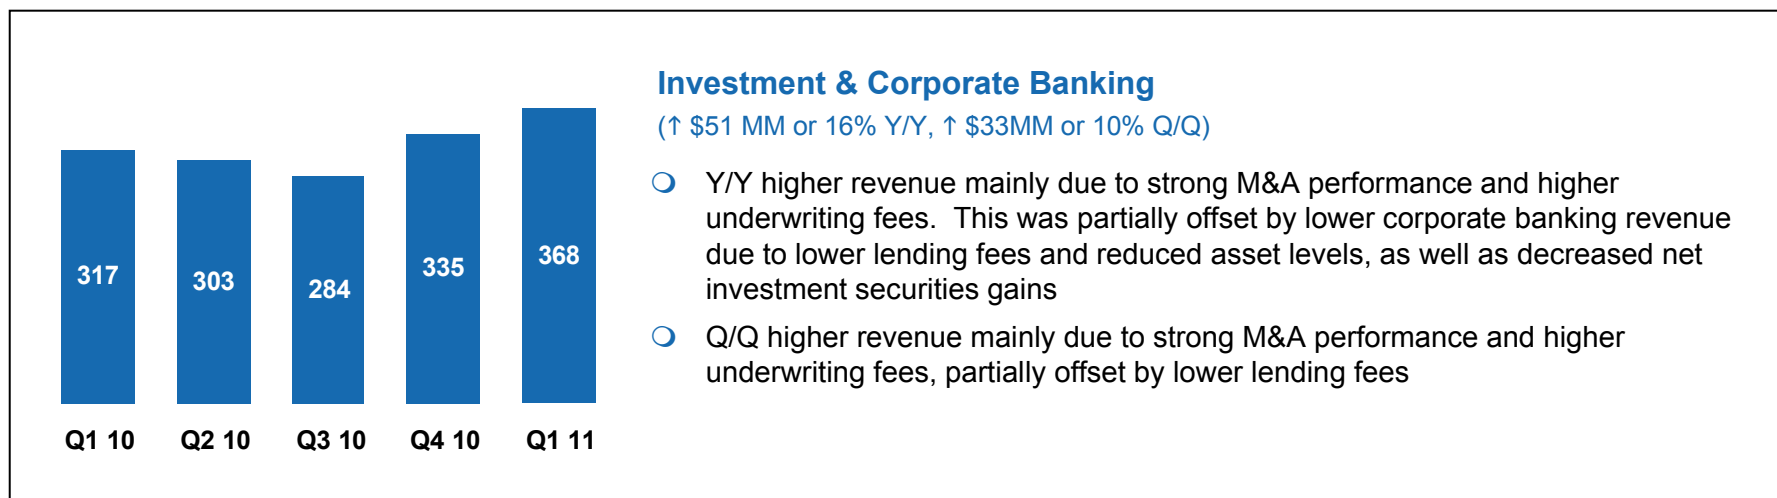 Investment & Corporate Banking
(↑ $51 MM or 16% Y/Y, ↑ $33MM or 10% Q/Q)
Y/Y higher revenue mainly due to strong M&A performance and higher
underwriting fees.  This was partially offset by lower corporate banking revenue
due to lower lending fees and reduced asset levels, as well as decreased net
investment securities gains
Q/Q higher revenue mainly due to strong M&A performance and higher
underwriting fees, partially offset by lower lending fees
317
303
284
335
368
Q1 10
Q2 10
Q3 10
Q4 10
Q1 11